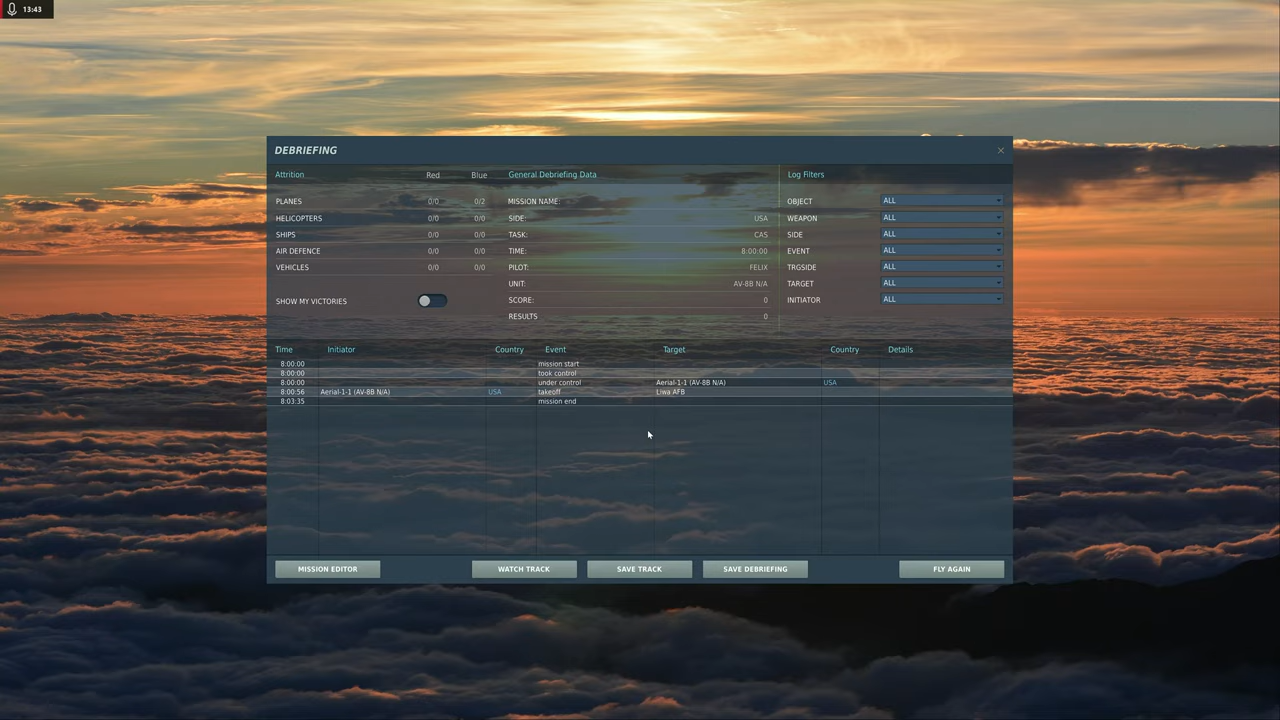 13:43
DEBRIEFING ×
Attrition Red Blue General Debriefing Data Log Filters
PLANES 0/0 0/2 MISSION NAME: OBJECT ALL
HELICOPTERS 0/0 0/0 SIDE: USA WEAPON ALL
SHIPS 0/0 0/0 TASK: CAS SIDE ALL
AIR DEFENCE 0/0 0/0 TIME: 8:00:00 EVENT ALL
VEHICLES 0/0 0/0 PILOT: FELIX TRGSIDE ALL
UNIT: AV-8B N/A TARGET ALL
SHOW MY VICTORIES SCORE: 0 INITIATOR ALL
RESULTS 0
Time Initiator Country Event Target Country Details
8:00:00 mission start
8:00:00 took control
8:00:00 under control Aerial-1-1 (AV-8B N/A) USA
8:00:56 Aerial-1-1 (AV-8B N/A) USA takeoff Liwa AFB
8:03:35 mission end
MISSION EDITOR WATCH TRACK SAVE TRACK SAVE DEBRIEFING FLY AGAIN